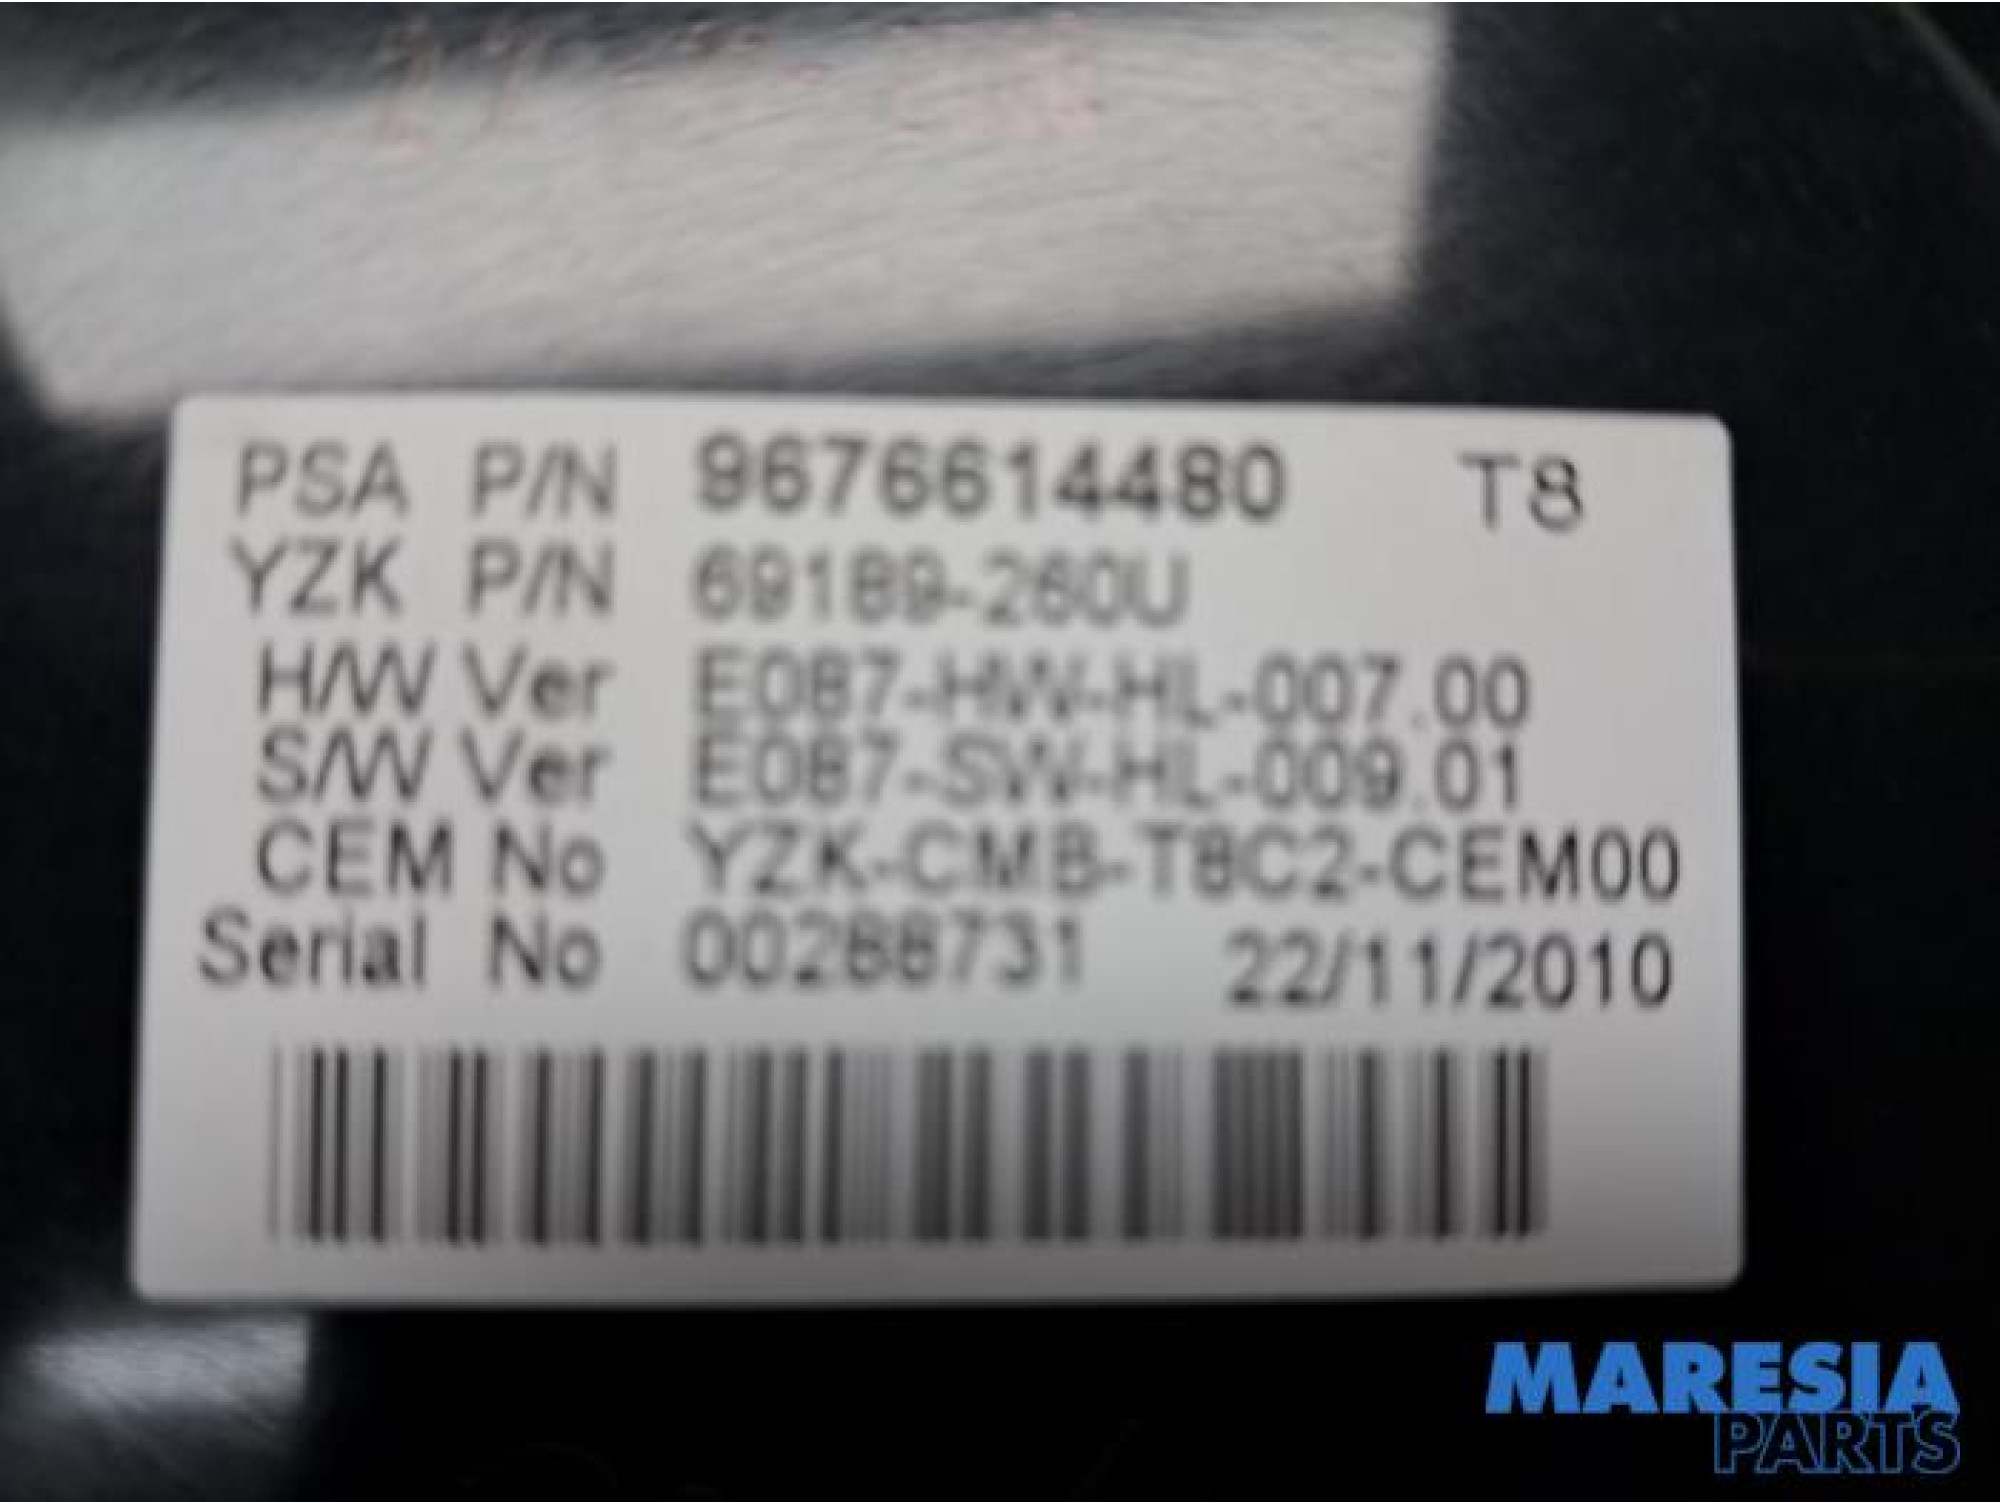 PSA P/N 9676614480 T8
YZK P/N 69189-260U
H/W Ver E087-HW-HL-007.00
S/W Ver E087-SW-HL-009.01
CEM No YZK-CMB-T8C2-CEM00
Serial No 00288731 22/11/2010
MARESIA
PARTS